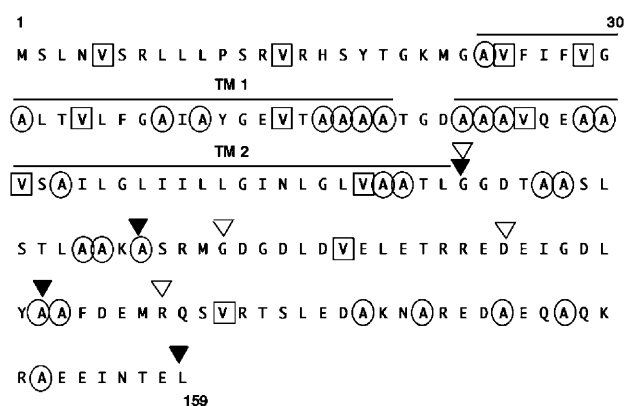 1 30
M S L N V S R L L L P S R V R H S Y T G K M G A V F I F V G
TM 1
A L T V L F G A I A Y G E V T A A A A T G D A A A V Q E A A
TM 2
V S A I L G L I I L L G I N L G L V A A T L G G D T A A S L
S T L A A K A S R M G D G D L D V E L E T R R E D E I G D L
Y A A F D E M R Q S V R T S L E D A K N A R E D A E Q A Q K
R A E E I N T E L
159